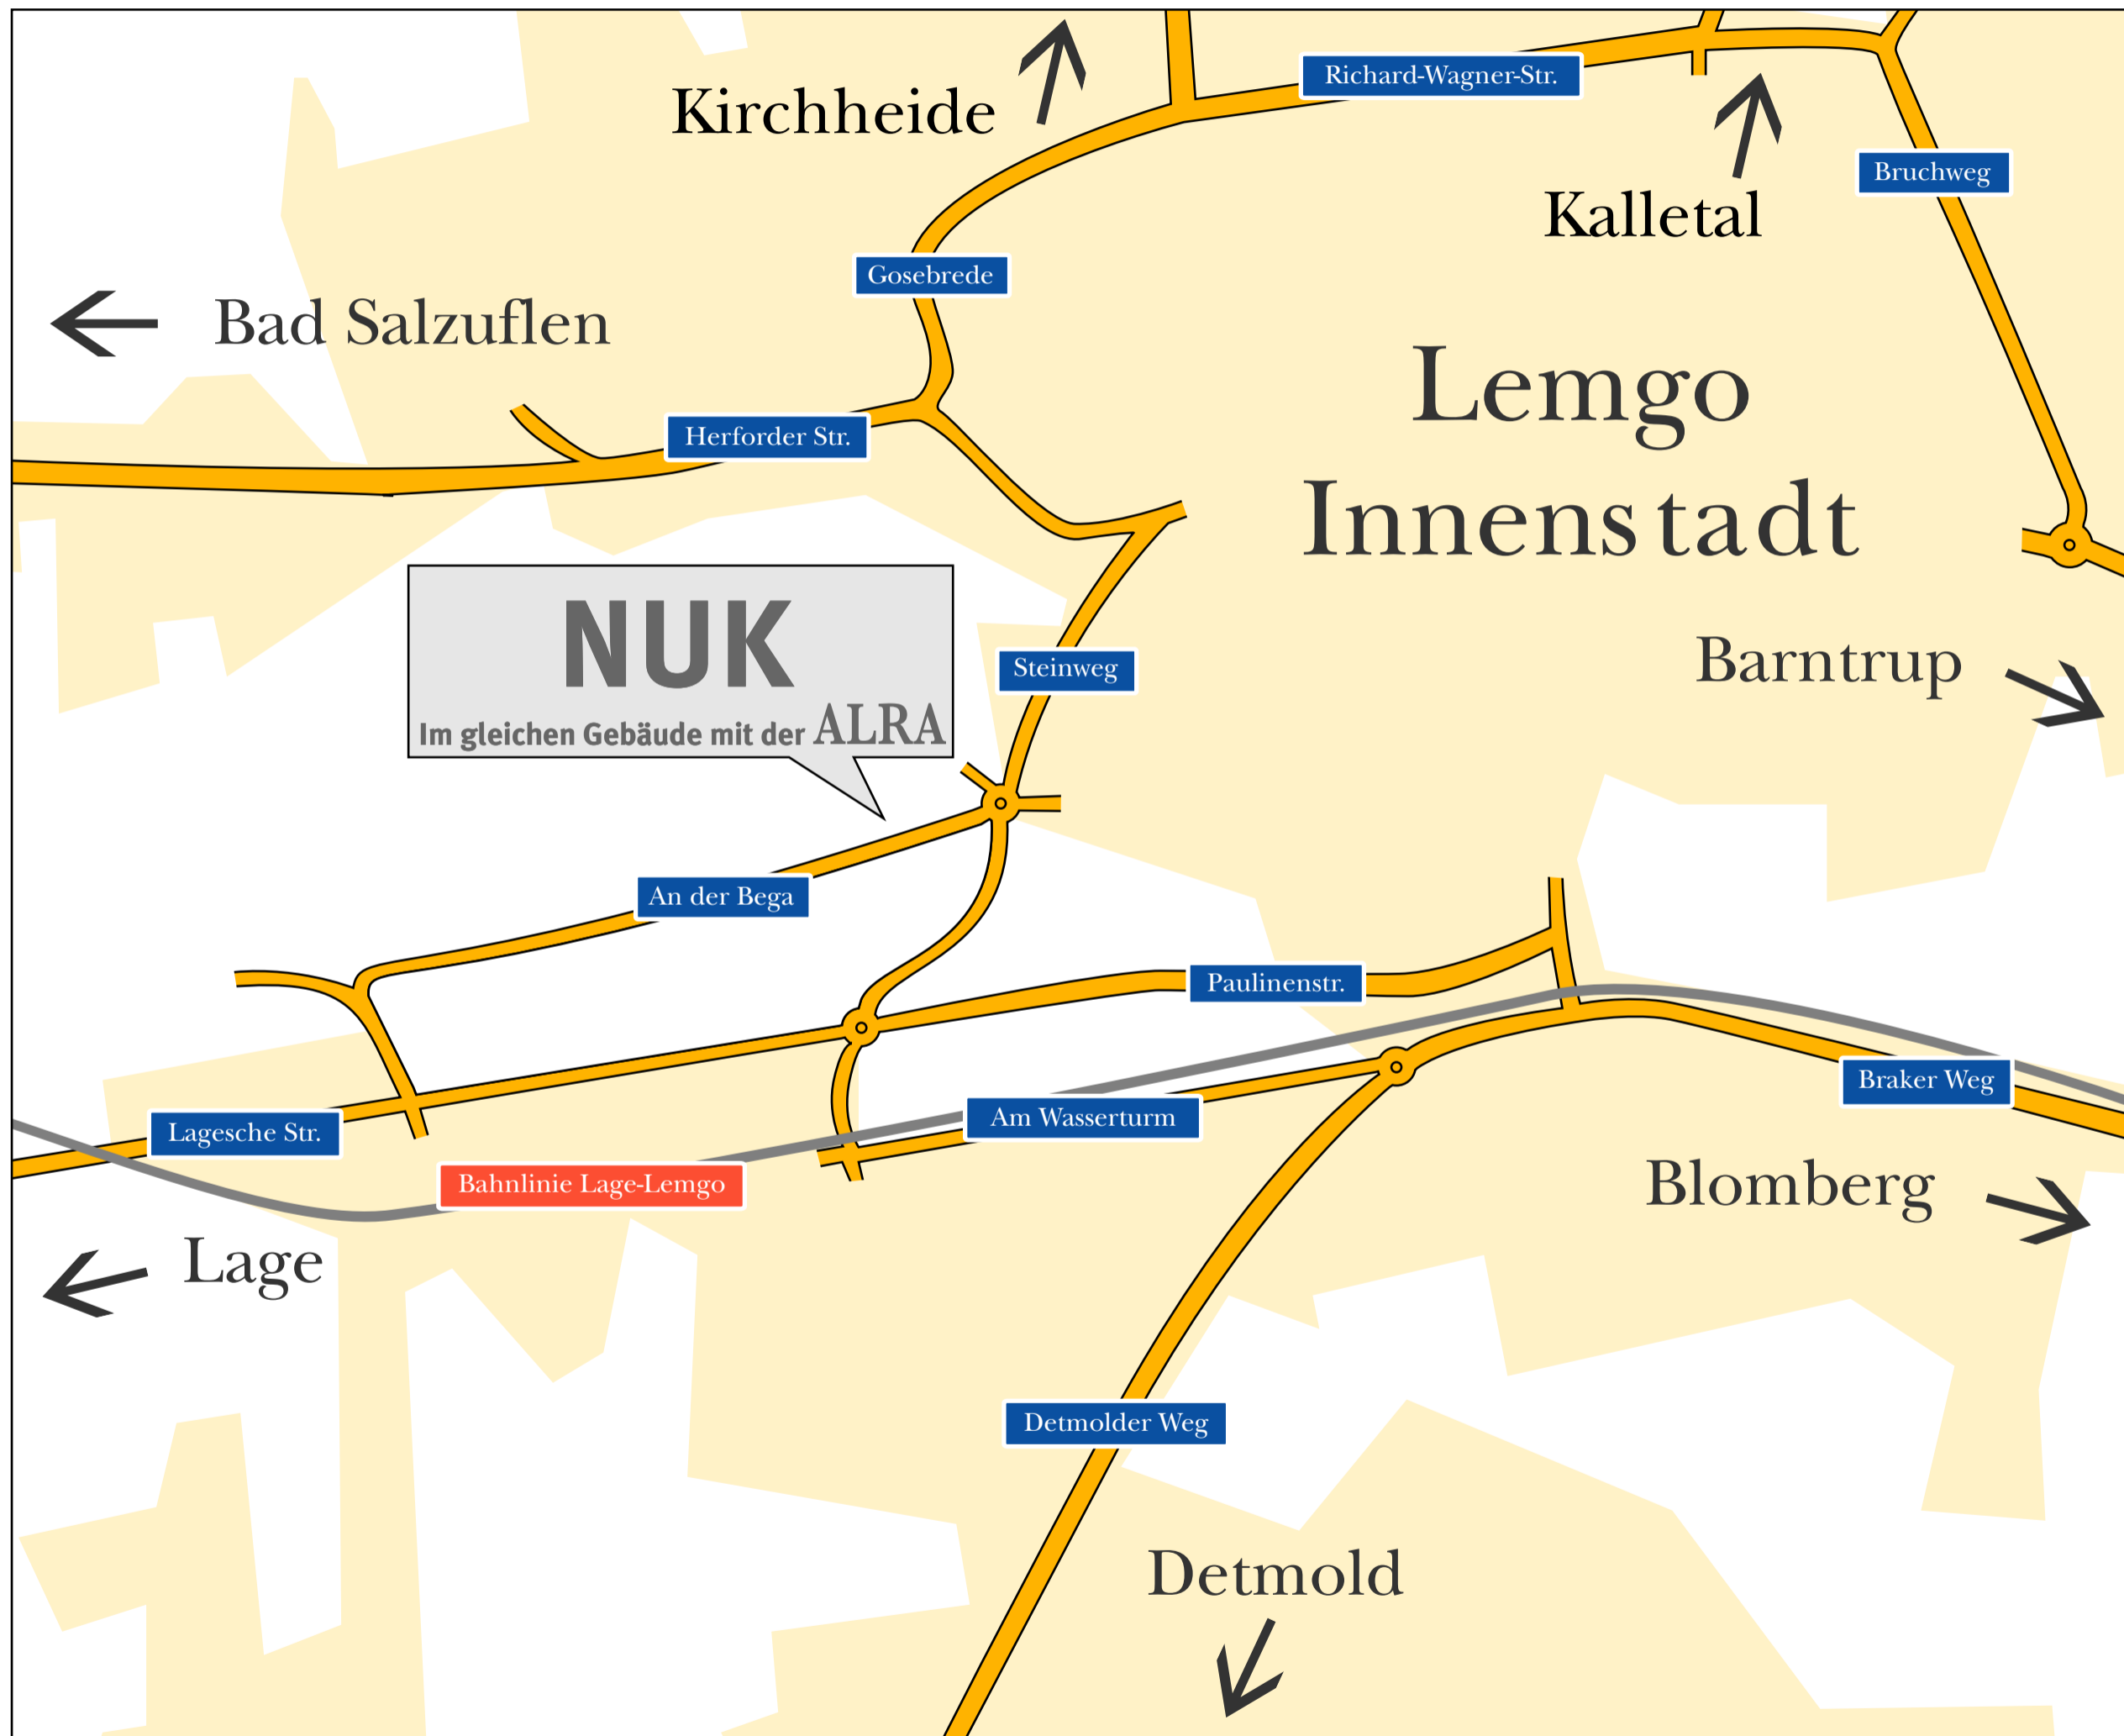 Richard-Wagner-Str.
Kirchheide
Bruchweg
Kalletal
Gosebrede
Bad Salzuflen
Lemgo
Innenstadt
Herforder Str.
NUK
Im gleichen Gebäude mit der ALRA
Steinweg
Barntrup
An der Bega
Paulinenstr.
Braker Weg
Am Wasserturm
Lagesche Str.
Bahnlinie Lage-Lemgo
Blomberg
Lage
Detmolder Weg
Detmold